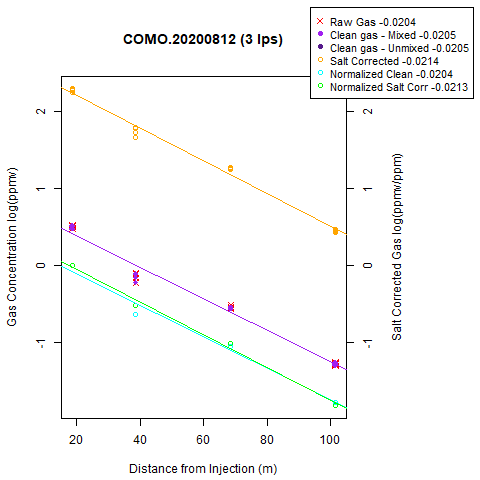 COMO.20200812 (3 lps)
Raw Gas -0.0204
Clean gas - Mixed -0.0205
Clean gas - Unmixed -0.0205
Salt Corrected -0.0214
Normalized Clean -0.0204
Normalized Salt Corr -0.0213
Gas Concentration log(ppmv)
2
1
0
-1
Salt Corrected Gas log(ppmv/ppm)
2
1
0
-1
20 40 60 80 100
Distance from Injection (m)